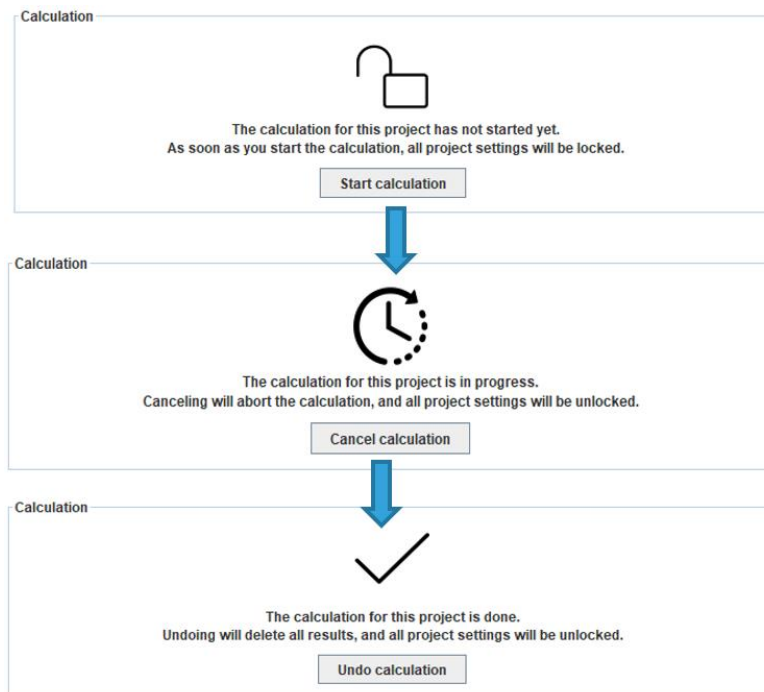 Calculation
The calculation for this project has not started yet.
As soon as you start the calculation, all project settings will be locked.
Start calculation
Calculation
The calculation for this project is in progress.
Canceling will abort the calculation, and all project settings will be unlocked.
Cancel calculation
Calculation
The calculation for this project is done.
Undoing will delete all results, and all project settings will be unlocked.
Undo calculation